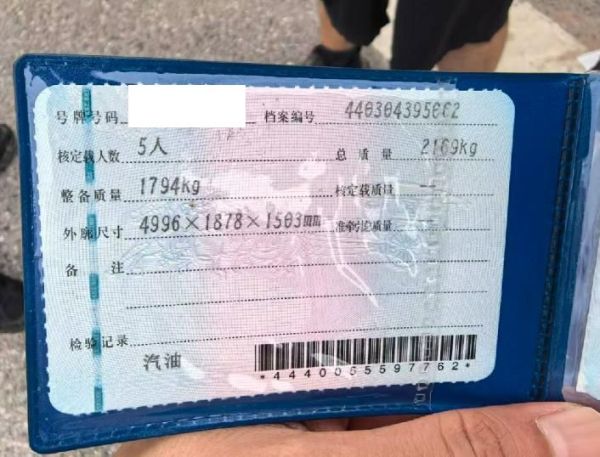 号牌号码 档案编号 440304395662
核定载人数 5人 总质量 2169kg
整备质量 1794kg 核定载质量 --
外廓尺寸 4996×1878×1503mm 准牵引总质量 --
备注
检验记录
汽油
*4440055597762*